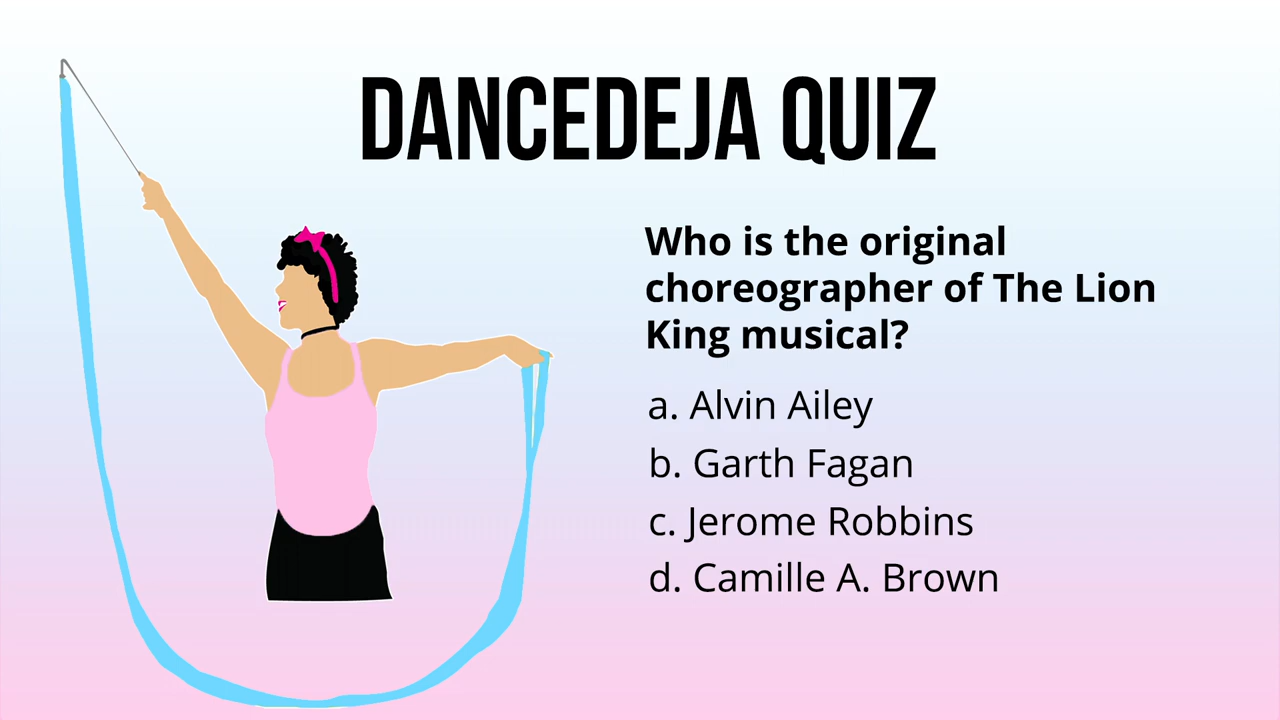 DANCEDEJA QUIZ
Who is the original
choreographer of The Lion
King musical?
a. Alvin Ailey
b. Garth Fagan
c. Jerome Robbins
d. Camille A. Brown